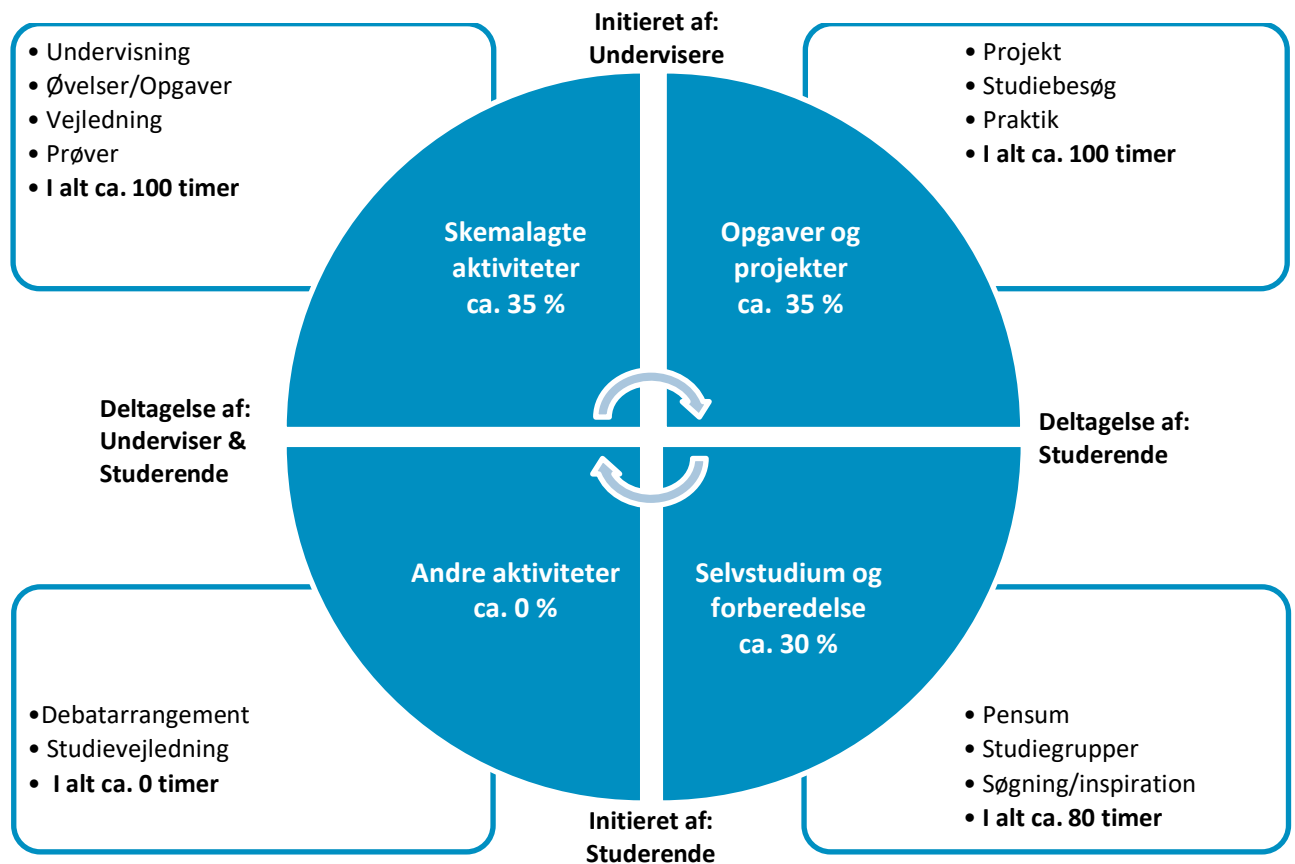 Initieret af:
Undervisere
• Undervisning
• Øvelser/Opgaver
• Vejledning
• Prøver
• I alt ca. 100 timer
• Projekt
• Studiebesøg
• Praktik
• I alt ca. 100 timer
Skemalagte
aktiviteter
ca. 35 %
Opgaver og
projekter
ca. 35 %
Deltagelse af:
Underviser &
Studerende
Deltagelse af:
Studerende
Andre aktiviteter
ca. 0 %
Selvstudium og
forberedelse
ca. 30 %
•Debatarrangement
• Studievejledning
• I alt ca. 0 timer
• Pensum
• Studiegrupper
• Søgning/inspiration
• I alt ca. 80 timer
Initieret af:
Studerende